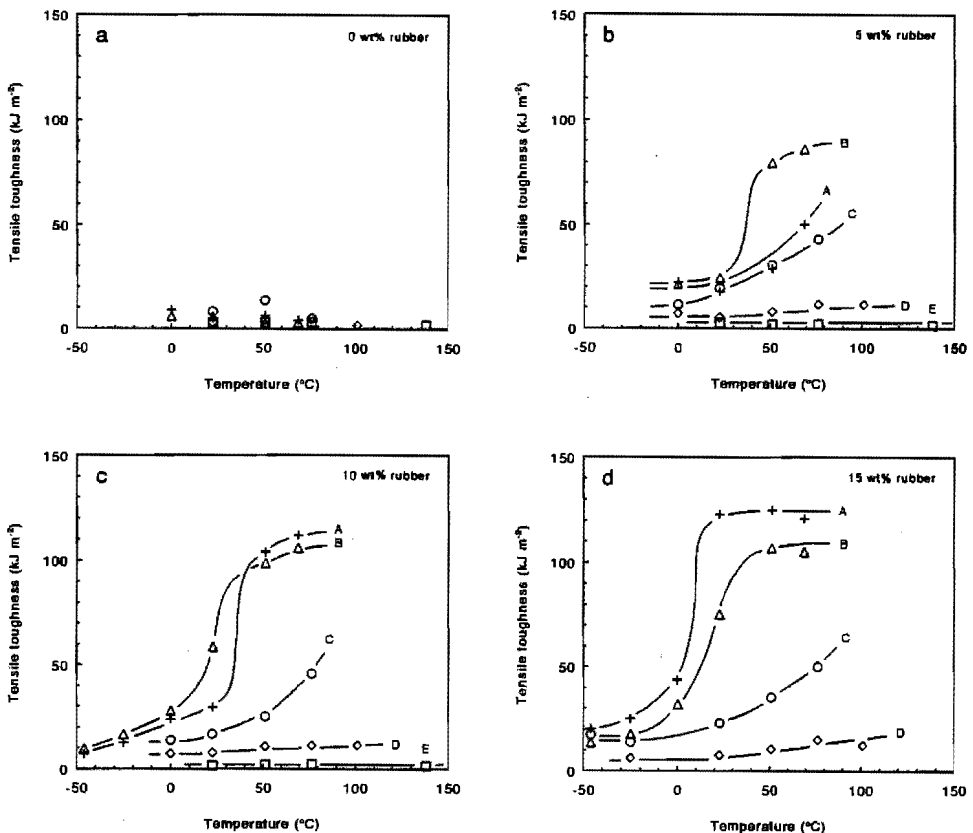 a
0 wt% rubber
Tensile toughness (kJ m-2)
150
100
50
0
-50 0 50 100 150
Temperature (°C)
b
5 wt% rubber
Tensile toughness (kJ m-2)
150
100
50
0
-50 0 50 100 150
Temperature (°C)
B
A
C
D
E
c
10 wt% rubber
Tensile toughness (kJ m-2)
150
100
50
0
-50 0 50 100 150
Temperature (°C)
A
B
C
D
E
d
15 wt% rubber
Tensile toughness (kJ m-2)
150
100
50
0
-50 0 50 100 150
Temperature (°C)
A
B
C
D